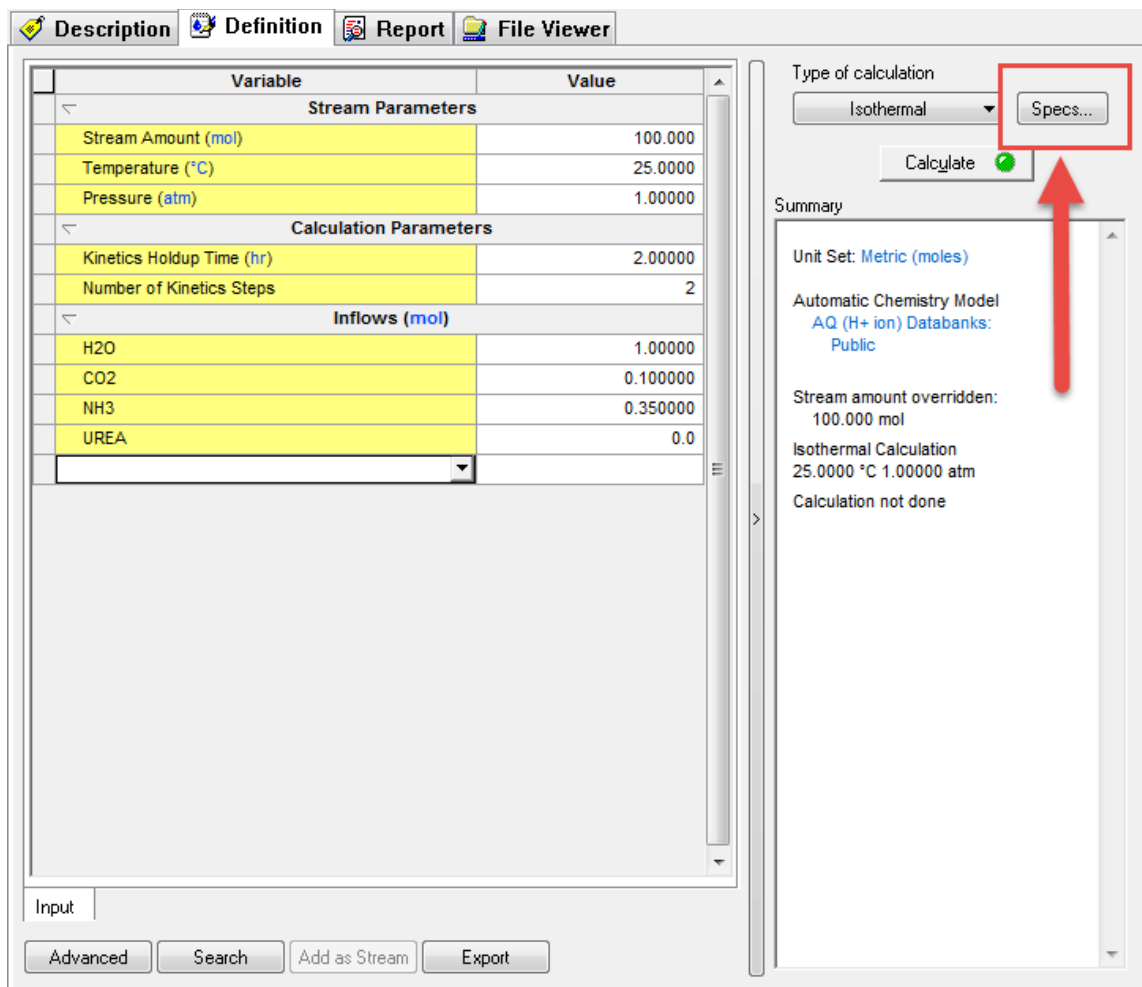 Description Definition Report File Viewer
Variable Value
Stream Parameters
Stream Amount (mol) 100.000
Temperature (°C) 25.0000
Pressure (atm) 1.00000
Calculation Parameters
Kinetics Holdup Time (hr) 2.00000
Number of Kinetics Steps 2
Inflows (mol)
H2O 1.00000
CO2 0.100000
NH3 0.350000
UREA 0.0
Input
Advanced Search Add as Stream Export
Type of calculation
Isothermal Specs...
Calculate
Summary
Unit Set: Metric (moles)
Automatic Chemistry Model
AQ (H+ ion) Databanks:
Public
Stream amount overridden:
100.000 mol
Isothermal Calculation
25.0000 °C 1.00000 atm
Calculation not done